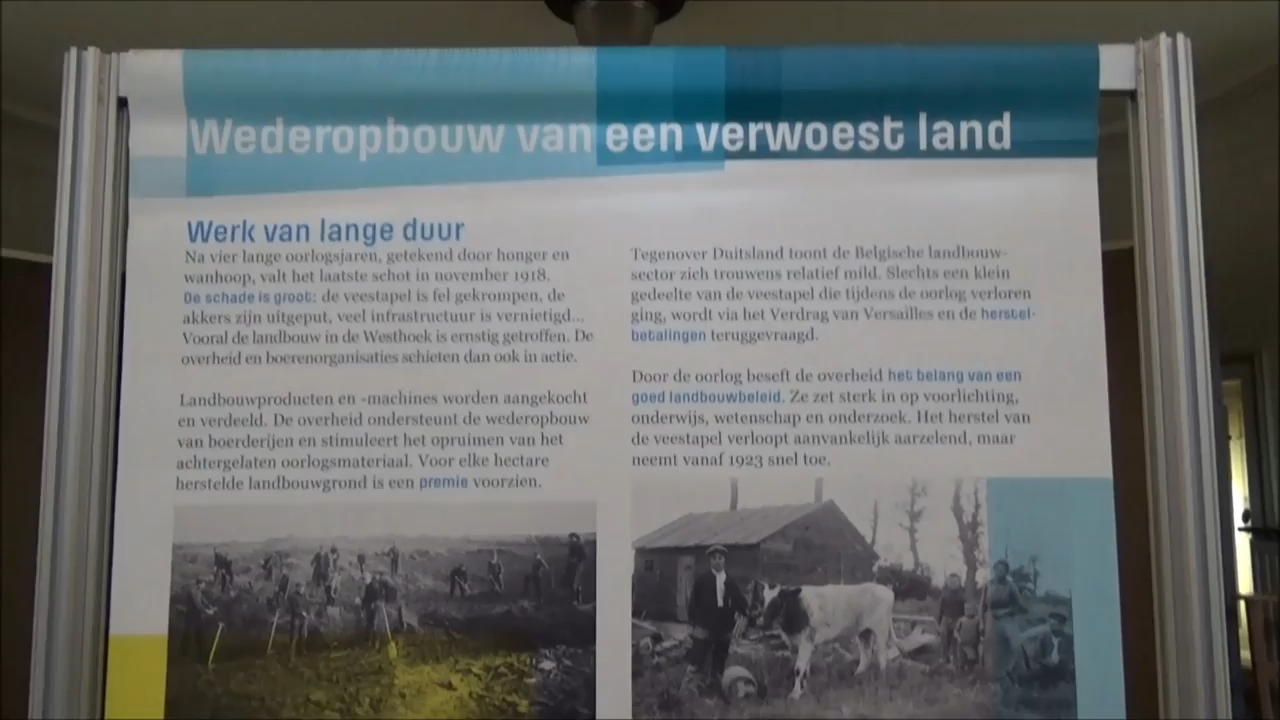 Wederopbouw van een verwoest land
Werk van lange duur
Na vier lange oorlogsjaren, getekend door honger en
wanhoop, valt het laatste schot in november 1918.
De schade is groot: de veestapel is fel gekrompen, de
akkers zijn uitgeput, veel infrastructuur is vernietigd...
Vooral de landbouw in de Westhoek is ernstig getroffen. De
overheid en boerenorganisaties schieten dan ook in actie.
Landbouwproducten en -machines worden aangekocht
en verdeeld. De overheid ondersteunt de wederopbouw
van boerderijen en stimuleert het opruimen van het
achtergelaten oorlogsmateriaal. Voor elke hectare
herstelde landbouwgrond is een premie voorzien.
Tegenover Duitsland toont de Belgische landbouw-
sector zich trouwens relatief mild. Slechts een klein
gedeelte van de veestapel die tijdens de oorlog verloren
ging, wordt via het Verdrag van Versailles en de herstel-
betalingen teruggevraagd.
Door de oorlog beseft de overheid het belang van een
goed landbouwbeleid. Ze zet sterk in op voorlichting,
onderwijs, wetenschap en onderzoek. Het herstel van
de veestapel verloopt aanvankelijk aarzelend, maar
neemt vanaf 1923 snel toe.